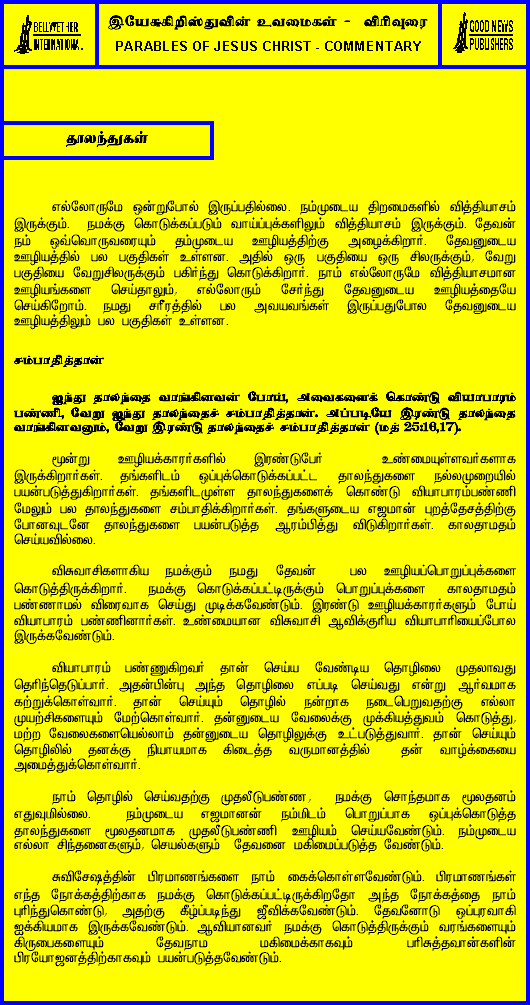 BELLWETHER
INTERNATIONAL
இயேசுகிறிஸ்துவின் உவமைகள் - விரிவுரை
PARABLES OF JESUS CHRIST - COMMENTARY
GOOD NEWS
PUBLISHERS
தாலந்துகள்
எல்லோருமே ஒன்றுபோல் இருப்பதில்லை. நம்முடைய திறமைகளில் வித்தியாசம்
இருக்கும். நமக்கு கொடுக்கப்படும் வாய்ப்புக்களிலும் வித்தியாசம் இருக்கும். தேவன்
நம் ஒவ்வொருவரையும் தம்முடைய ஊழியத்திற்கு அழைக்கிறார். தேவனுடைய
ஊழியத்தில் பல பகுதிகள் உள்ளன. அதில் ஒரு பகுதியை ஒரு சிலருக்கும், வேறு
பகுதியை வேறுசிலருக்கும் பகிர்ந்து கொடுக்கிறார். நாம் எல்லோருமே வித்தியாசமான
ஊழியங்களை செய்தாலும், எல்லோரும் சேர்ந்து தேவனுடைய ஊழியத்தையே
செய்கிறோம். நமது சரீரத்தில் பல அவயவங்கள் இருப்பதுபோல தேவனுடைய
ஊழியத்திலும் பல பகுதிகள் உள்ளன.
சம்பாதித்தான்
ஐந்து தாலந்தை வாங்கினவன் போய், அவைகளைக் கொண்டு வியாபாரம்
பண்ணி, வேறு ஐந்து தாலந்தைச் சம்பாதித்தான். அப்படியே இரண்டு தாலந்தை
வாங்கினவனும், வேறு இரண்டு தாலந்தைச் சம்பாதித்தான் (மத் 25:16,17).
மூன்று ஊழியக்காரர்களில் இரண்டுபேர் உண்மையுள்ளவர்களாக
இருக்கிறார்கள். தங்களிடம் ஒப்புக்கொடுக்கப்பட்ட தாலந்துகளை நல்லமுறையில்
பயன்படுத்துகிறார்கள். தங்களிடமுள்ள தாலந்துகளைக் கொண்டு வியாபாரம்பண்ணி
மேலும் பல தாலந்துகளை சம்பாதிக்கிறார்கள். தங்களுடைய எஜமான் புறத்தேசத்திற்கு
போனவுடனே தாலந்துகளை பயன்படுத்த ஆரம்பித்து விடுகிறார்கள். காலதாமதம்
செய்யவில்லை.
விசுவாசிகளாகிய நமக்கும் நமது தேவன் பல ஊழியப்பொறுப்புக்களை
கொடுத்திருக்கிறார். நமக்கு கொடுக்கப்பட்டிருக்கும் பொறுப்புக்களை காலதாமதம்
பண்ணாமல் விரைவாக செய்து முடிக்கவேண்டும். இரண்டு ஊழியக்காரர்களும் போய்
வியாபாரம் பண்ணினார்கள். உண்மையான விசுவாசி ஆவிக்குரிய வியாபாரியைப்போல
இருக்கவேண்டும்.
வியாபாரம் பண்ணுகிறவர் தான் செய்ய வேண்டிய தொழிலை முதலாவது
தெரிந்தெடுப்பார். அதன்பின்பு அந்த தொழிலை எப்படி செய்வது என்று ஆர்வமாக
கற்றுக்கொள்வார். தான் செய்யும் தொழில் நன்றாக நடைபெறுவதற்கு எல்லா
முயற்சிகளையும் மேற்கொள்வார். தன்னுடைய வேலைக்கு முக்கியத்துவம் கொடுத்து,
மற்ற வேலைகளையெல்லாம் தன்னுடைய தொழிலுக்கு உட்படுத்துவார். தான் செய்யும்
தொழிலில் தனக்கு நியாயமாக கிடைத்த வருமானத்தில் தன் வாழ்க்கையை
அமைத்துக்கொள்வார்.
நாம் தொழில் செய்வதற்கு முதலீடுபண்ண, நமக்கு சொந்தமாக மூலதனம்
எதுவுமில்லை. நம்முடைய எஜமானன் நம்மிடம் பொறுப்பாக ஒப்புக்கொடுத்த
தாலந்துகளை மூலதனமாக முதலீடுபண்ணி ஊழியம் செய்யவேண்டும். நம்முடைய
எல்லா சிந்தனைகளும், செயல்களும் தேவனை மகிமைப்படுத்த வேண்டும்.
சுவிசேஷத்தின் பிரமாணங்களை நாம் கைக்கொள்ளவேண்டும். பிரமாணங்கள்
எந்த நோக்கத்திற்காக நமக்கு கொடுக்கப்பட்டிருக்கிறதோ அந்த நோக்கத்தை நாம்
புரிந்துகொண்டு, அதற்கு கீழ்ப்படிந்து ஜீவிக்கவேண்டும். தேவனோடு ஒப்புரவாகி
ஐக்கியமாக இருக்கவேண்டும். ஆவியானவர் நமக்கு கொடுத்திருக்கும் வரங்களையும்
கிருபைகளையும் தேவநாம மகிமைக்காகவும் பரிசுத்தவான்களின்
பிரயோஜனத்திற்காகவும் பயன்படுத்தவேண்டும்.